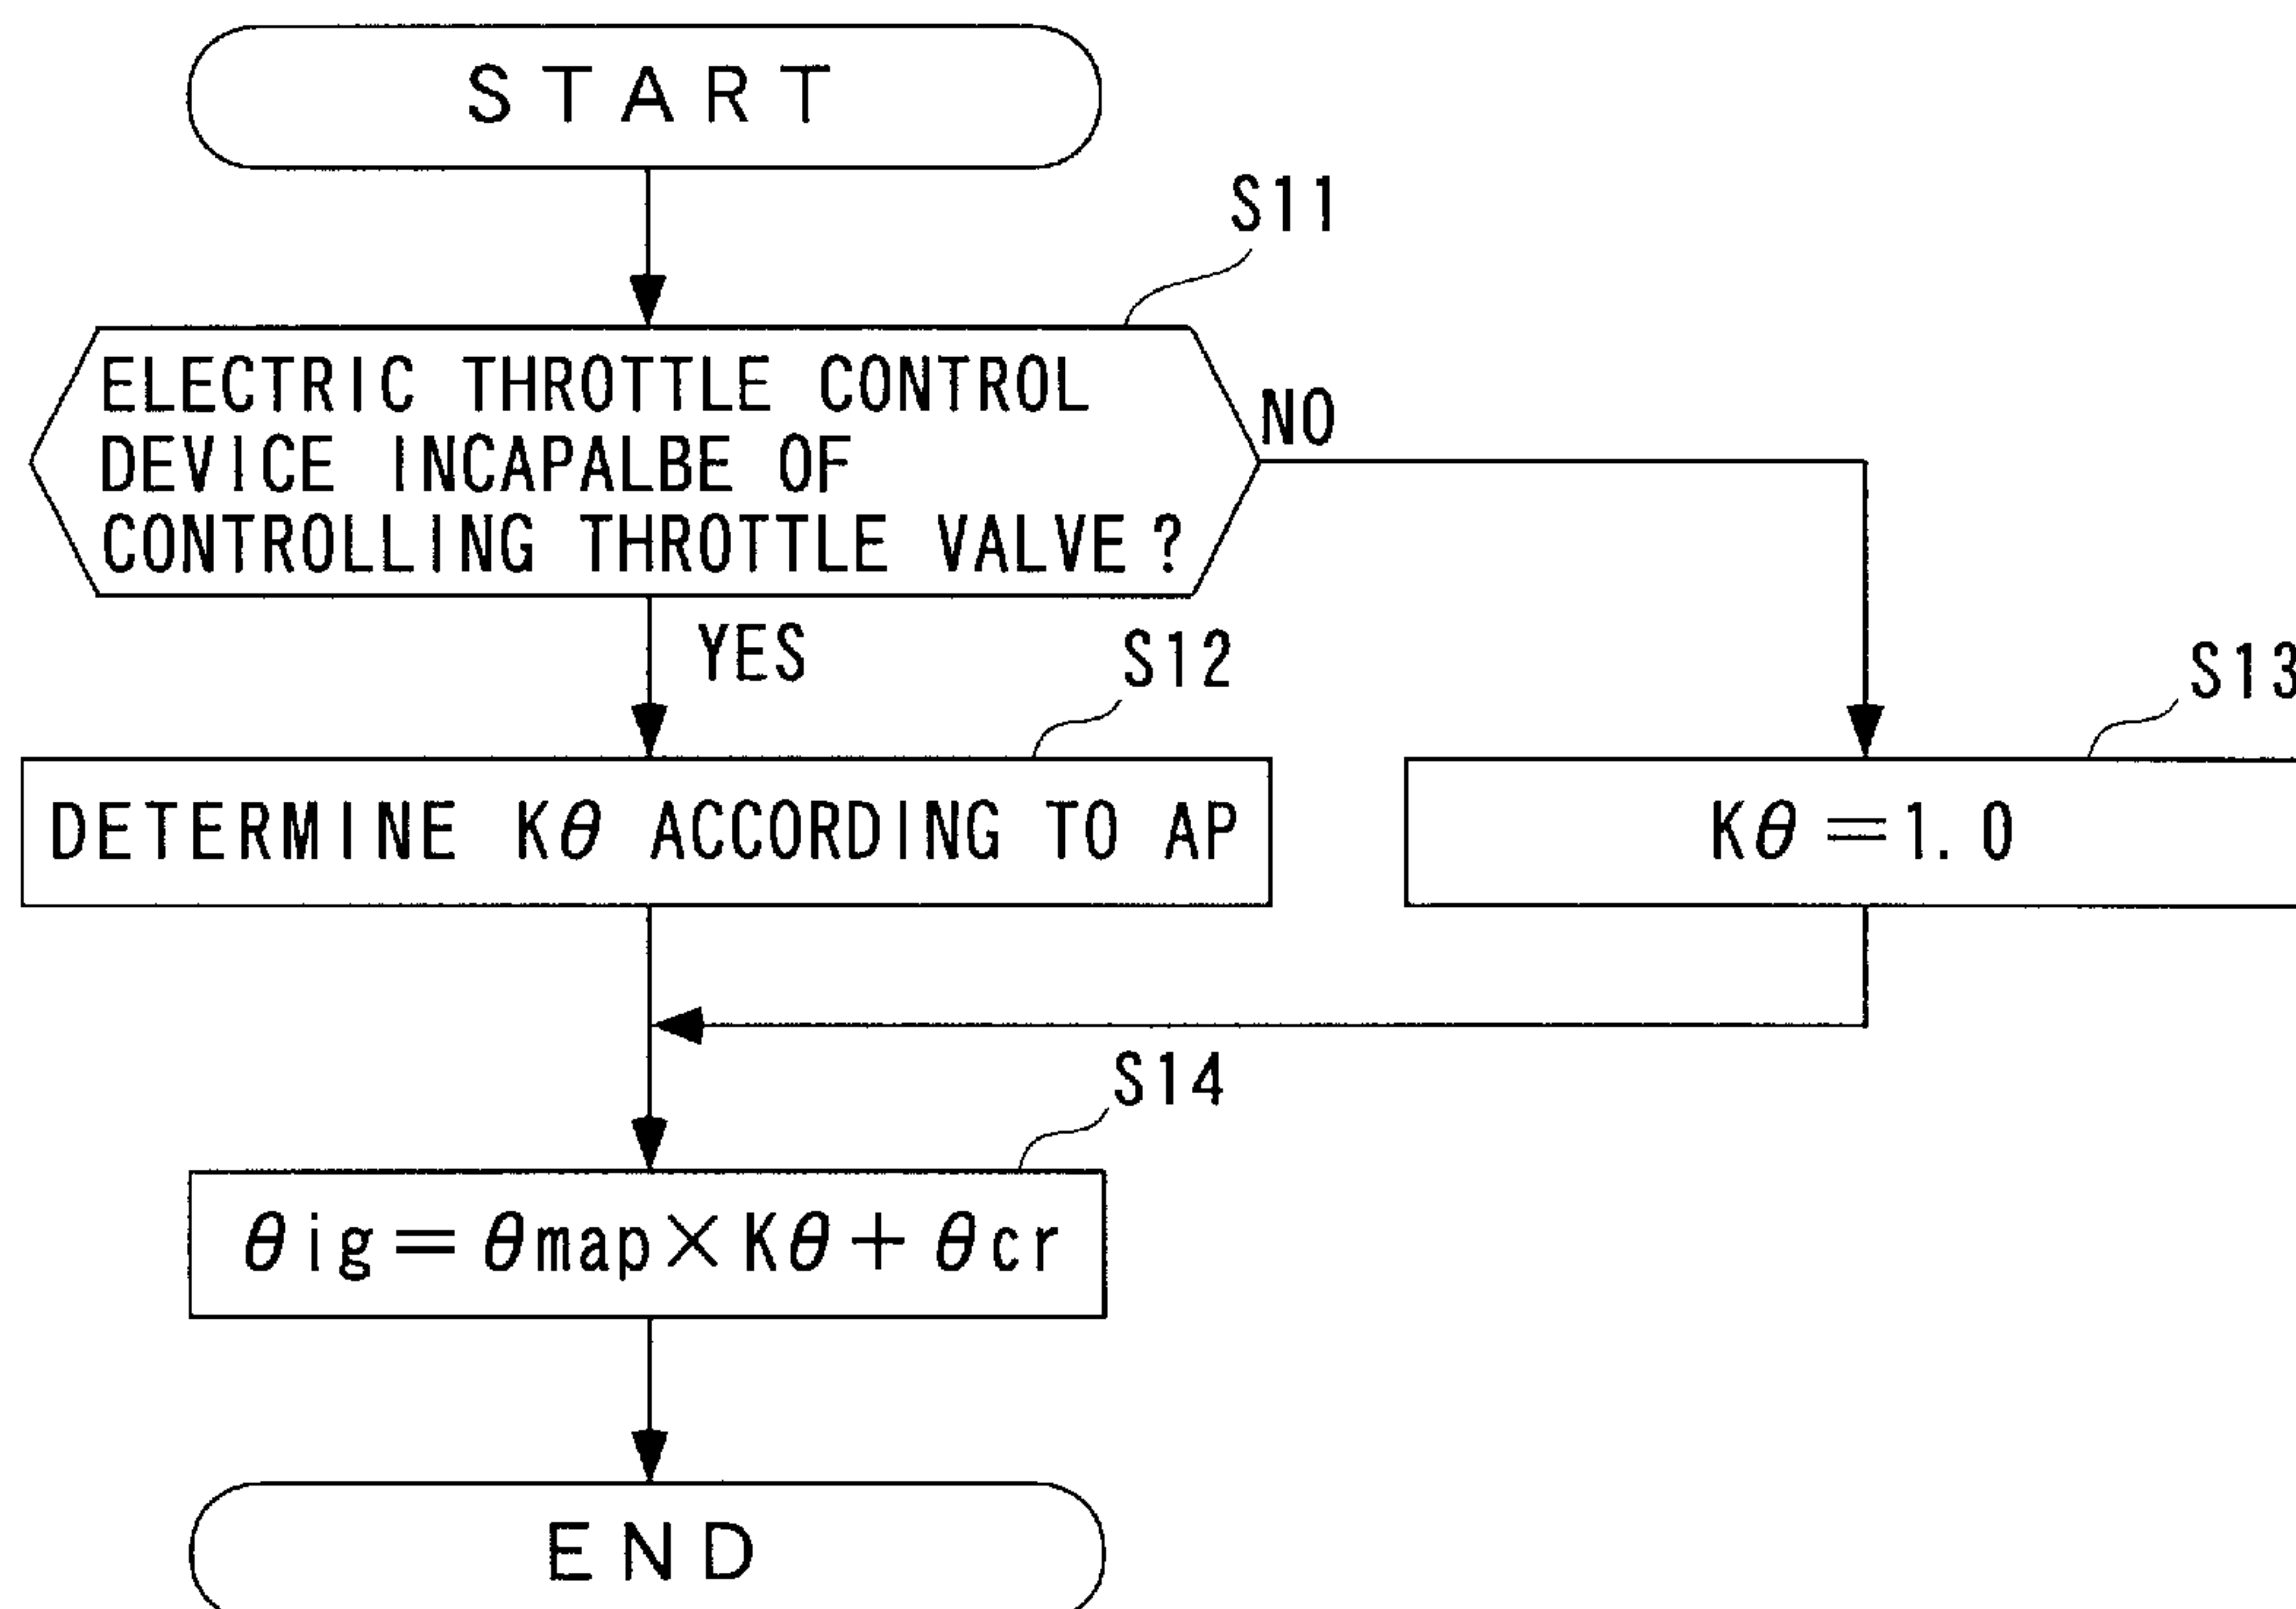 START
S11
ELECTRIC THROTTLE CONTROL
DEVICE INCAPALBE OF
CONTROLLING THROTTLE VALVE?
NO
YES
S12
S13
DETERMINE Kθ ACCORDING TO AP
Kθ=1.0
S14
θig=θmap×Kθ+θcr
END